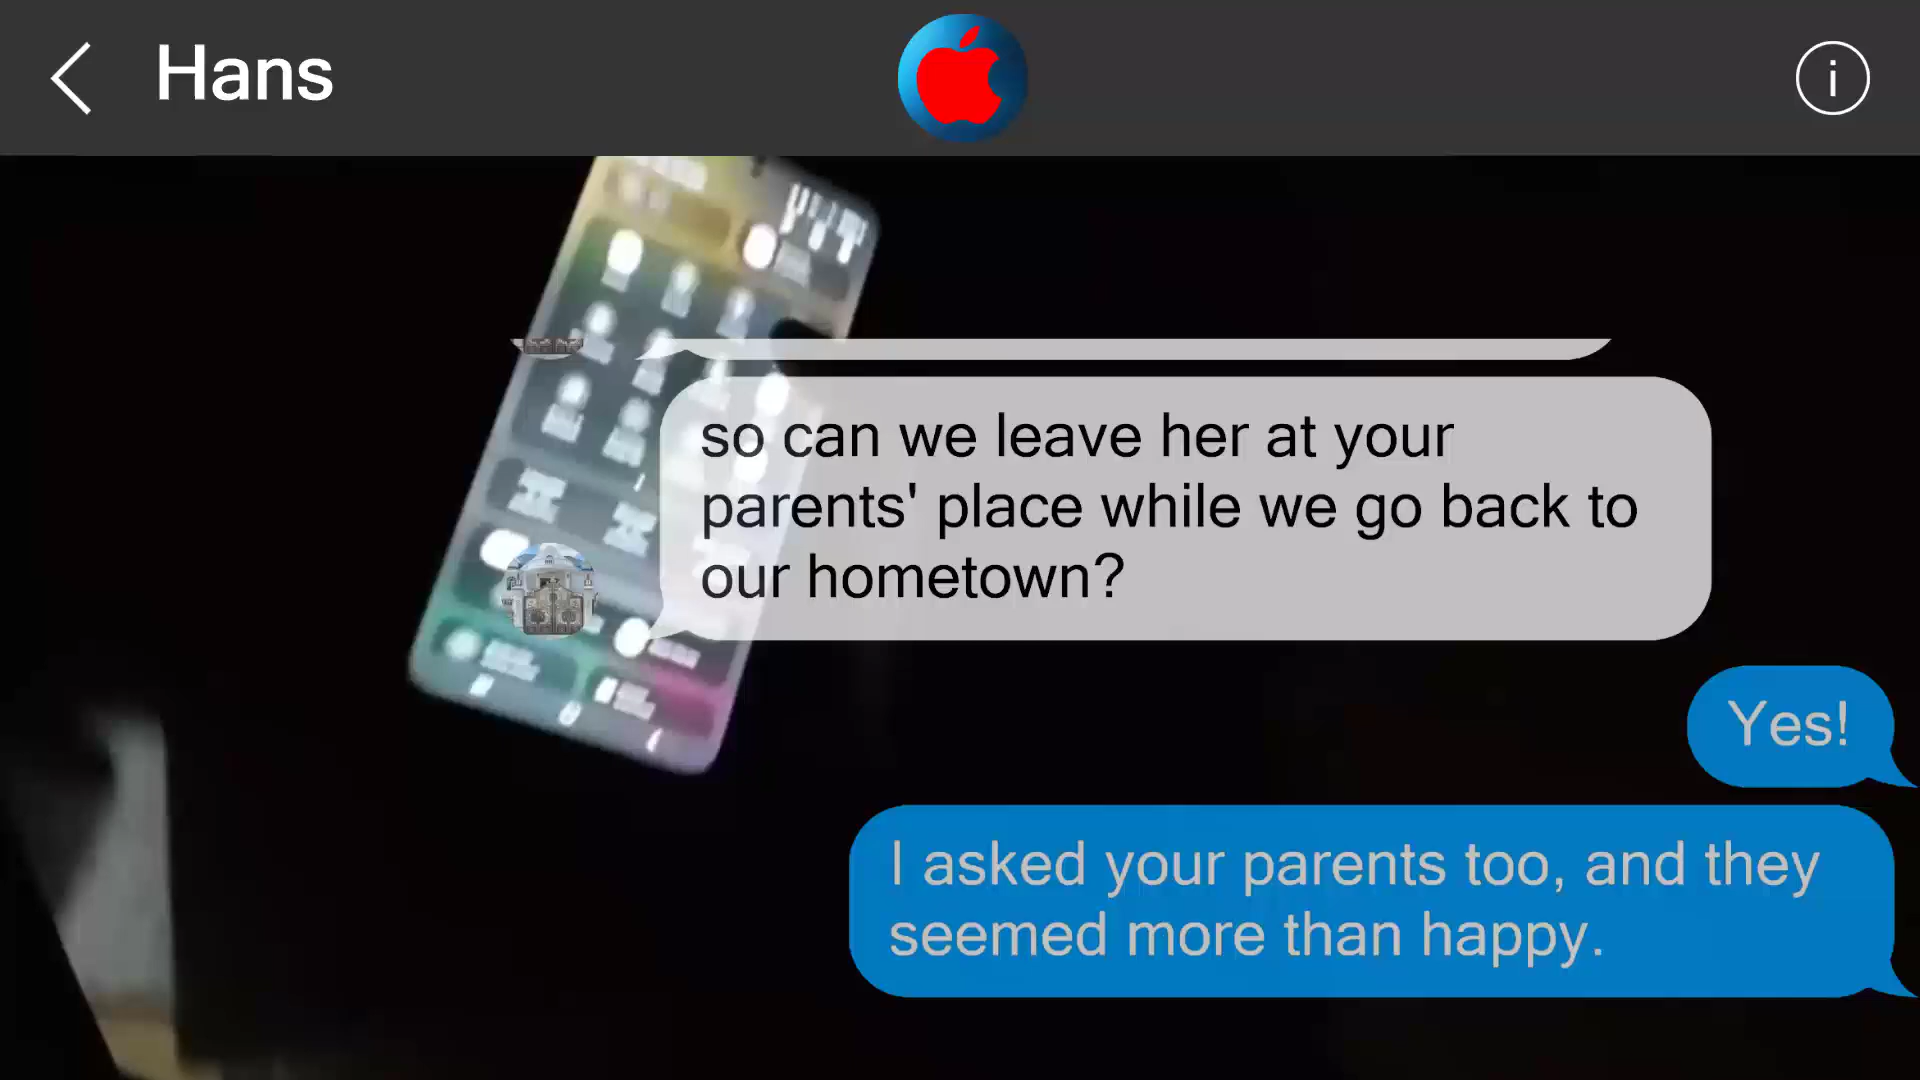 Hans
i
so can we leave her at your
parents' place while we go back to
our hometown?
Yes!
I asked your parents too, and they
seemed more than happy.